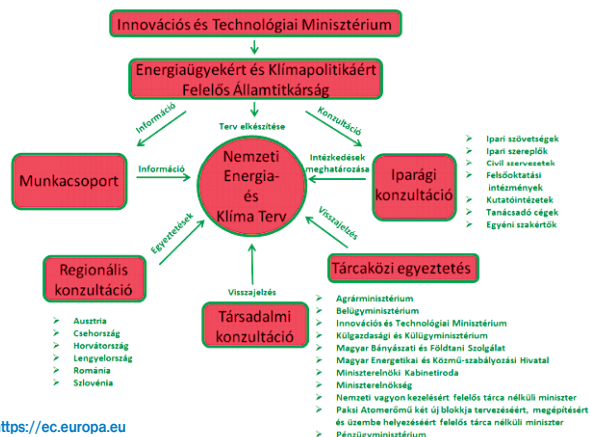 Innovációs és Technológiai Minisztérium
Energiaügyekért és Klímapolitikáért
Felelős Államtitkárság
Információ
Terv elkészítése
Konzultáció
Munkacsoport
Információ
Nemzeti
Energia-
és
Klíma Terv
Intézkedések
meghatározása
Iparági
konzultáció
Ipari szövetségek
Ipari szereplők
Civil szervezetek
Felsőoktatási
intézmények
Kutatóintézetek
Tanácsadó cégek
Egyéni szakértők
Egyeztetések
Visszajelzés
Regionális
konzultáció
Visszajelzés
Társadalmi
konzultáció
Tárcaközi egyeztetés
Ausztria
Csehország
Horvátország
Lengyelország
Románia
Szlovénia
Agrárminisztérium
Belügyminisztérium
Innovációs és Technológiai Minisztérium
Külgazdasági és Külügyminisztérium
Magyar Bányászati és Földtani Szolgálat
Magyar Energetikai és Közmű-szabályozási Hivatal
Miniszterelnöki Kabinetiroda
Miniszterelnökség
Nemzeti vagyon kezelésért felelős tárca nélküli miniszter
Paksi Atomerőmű két új blokkja tervezéséért, megépítésért
és üzembe helyezéséért felelős tárca nélküli miniszter
Pénzügyminisztérium
https://ec.europa.eu